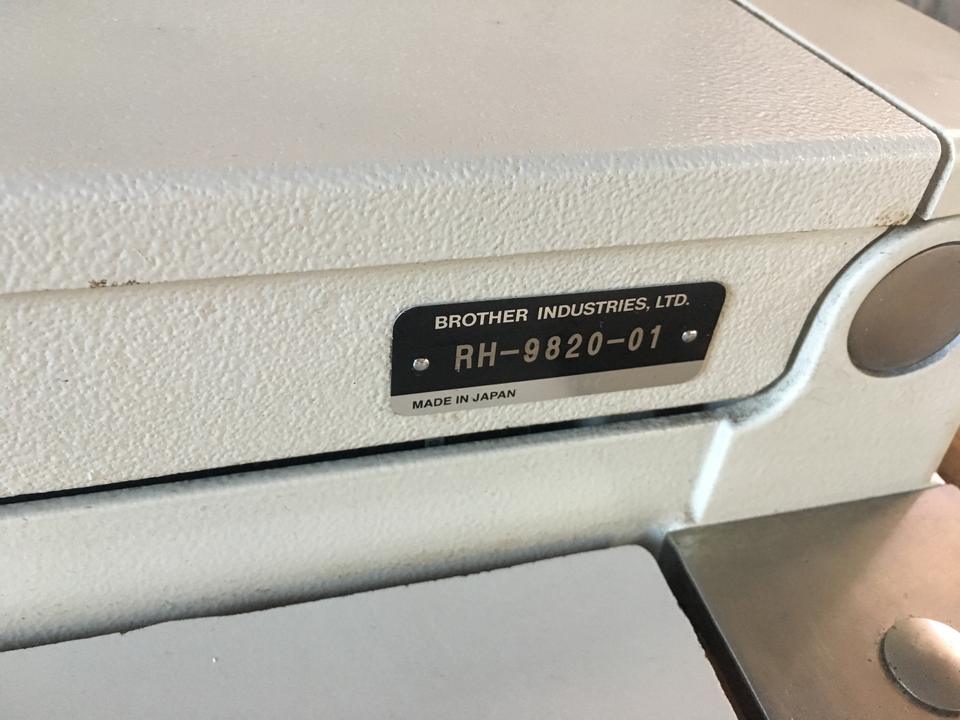 BROTHER INDUSTRIES, LTD.
RH-9820-01
MADE IN JAPAN